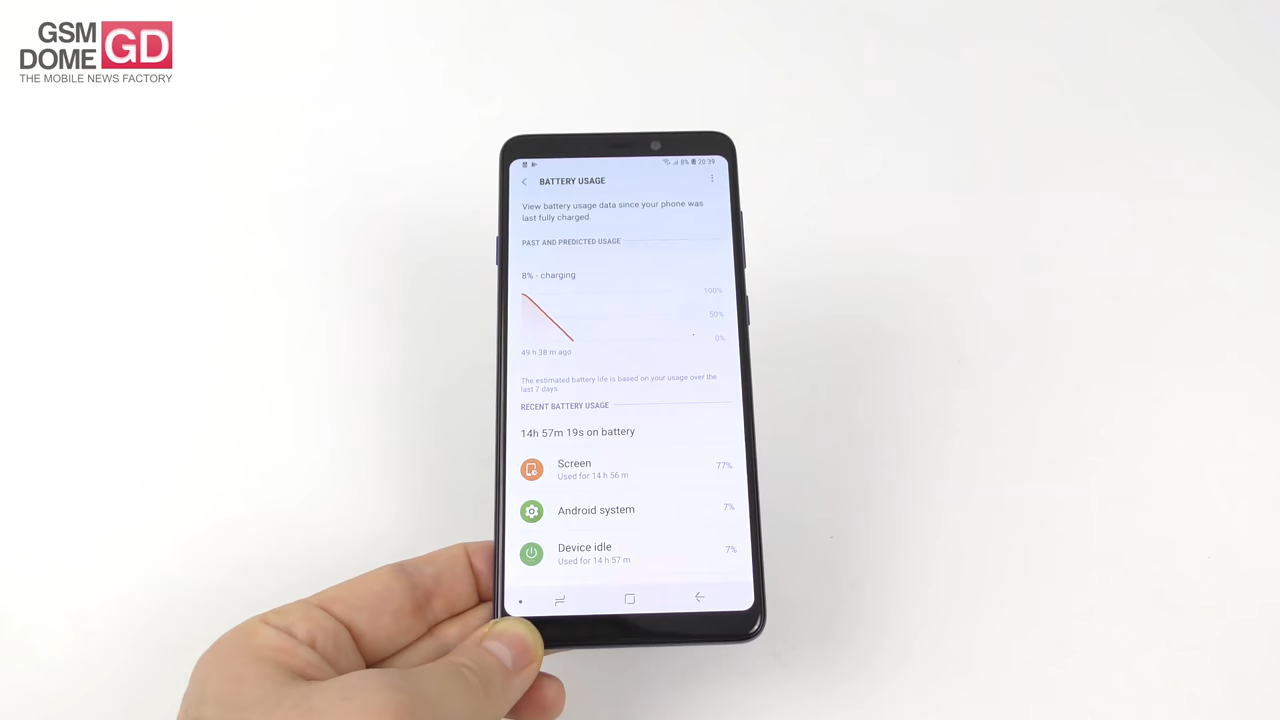 GSM
DOME
GD
THE MOBILE NEWS FACTORY
8% 20:39
BATTERY USAGE
View battery usage data since your phone was
last fully charged.
PAST AND PREDICTED USAGE
8% - charging
100%
50%
0%
49 h 38 m ago
The estimated battery life is based on your usage over the
last 7 days.
RECENT BATTERY USAGE
14h 57m 19s on battery
Screen
77%
Used for 14 h 56 m
Android system
7%
Device idle
7%
Used for 14 h 57 m